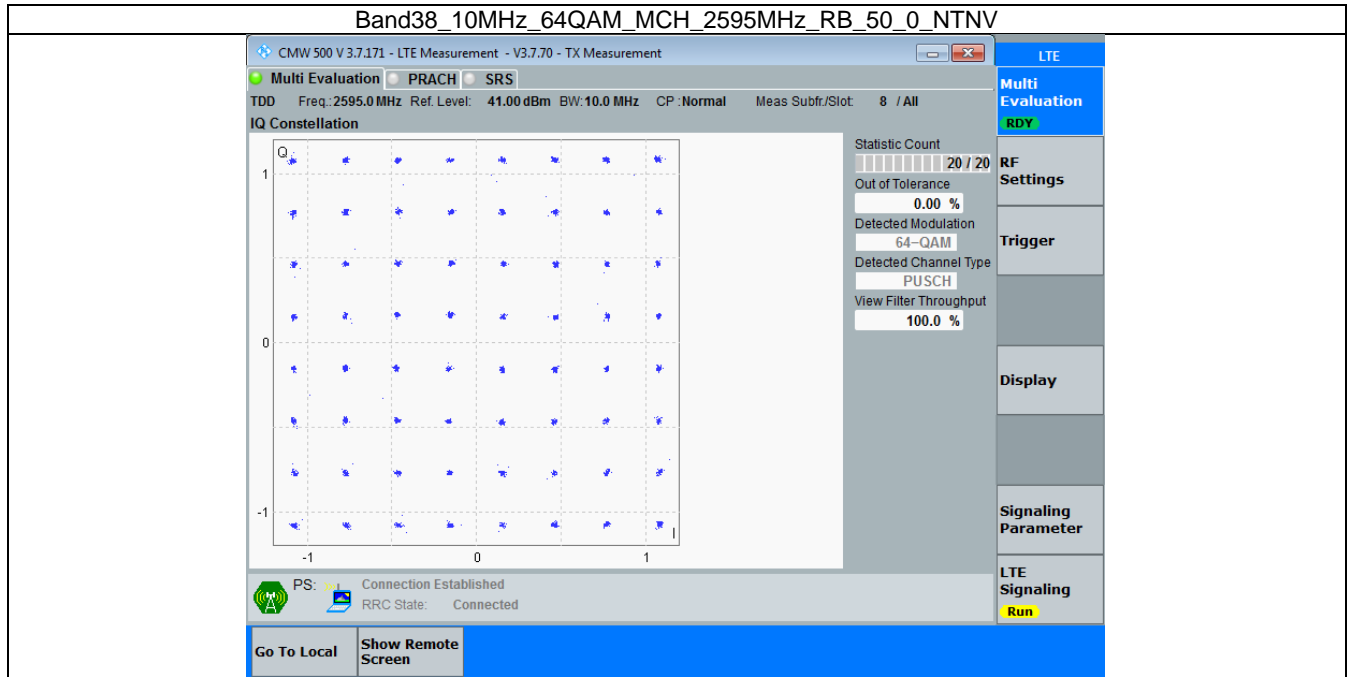 Band38_10MHz_64QAM_MCH_2595MHz_RB_50_0_NTNV
CMW 500 V 3.7.171 - LTE Measurement - V3.7.70 - TX Measurement
LTE
Multi Evaluation PRACH SRS
TDD Freq.: 2595.0 MHz Ref. Level: 41.00 dBm BW: 10.0 MHz CP : Normal Meas Subfr./Slot: 8 / All
IQ Constellation
Multi
Evaluation
RDY
RF
Settings
Trigger
Display
Signaling
Parameter
LTE
Signaling
Run
Statistic Count
20 / 20
Out of Tolerance
0.00 %
Detected Modulation
64-QAM
Detected Channel Type
PUSCH
View Filter Throughput
100.0 %
Q
1
0
-1
I
-1 0 1
PS: Connection Established
RRC State: Connected
Go To Local
Show Remote
Screen